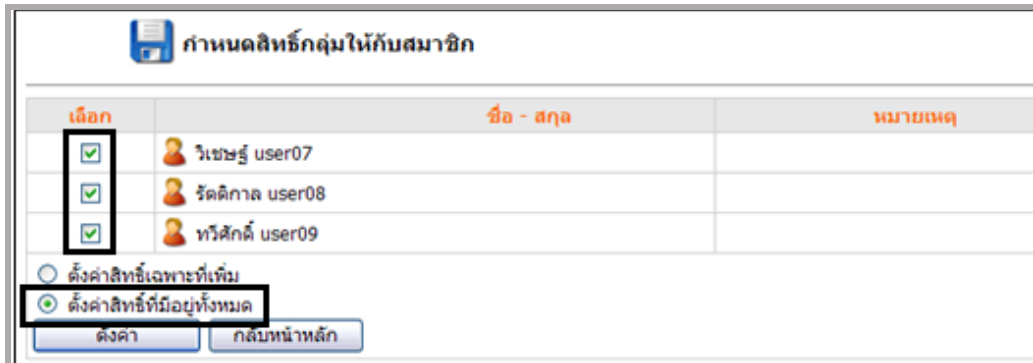 กำหนดสิทธิ์กลุ่มให้กับสมาชิก
เลือก ชื่อ - สกุล หมายเหตุ
วิเชษฐ์ user07
รัตติกาล user08
ทวีศักดิ์ user09
ตั้งค่าสิทธิ์เฉพาะที่เพิ่ม
ตั้งค่าสิทธิ์ที่มีอยู่ทั้งหมด
ตั้งค่า กลับหน้าหลัก